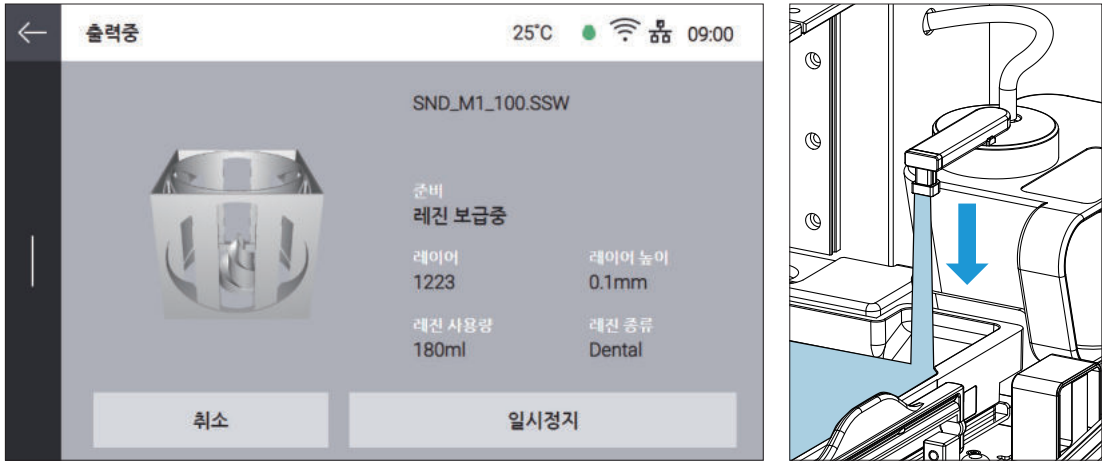 출력중
25°C
09:00
SND_M1_100.SSW
준비
레진 보급중
레이어
레이어 높이
1223
0.1mm
레진 사용량
레진 종류
180ml
Dental
취소
일시정지